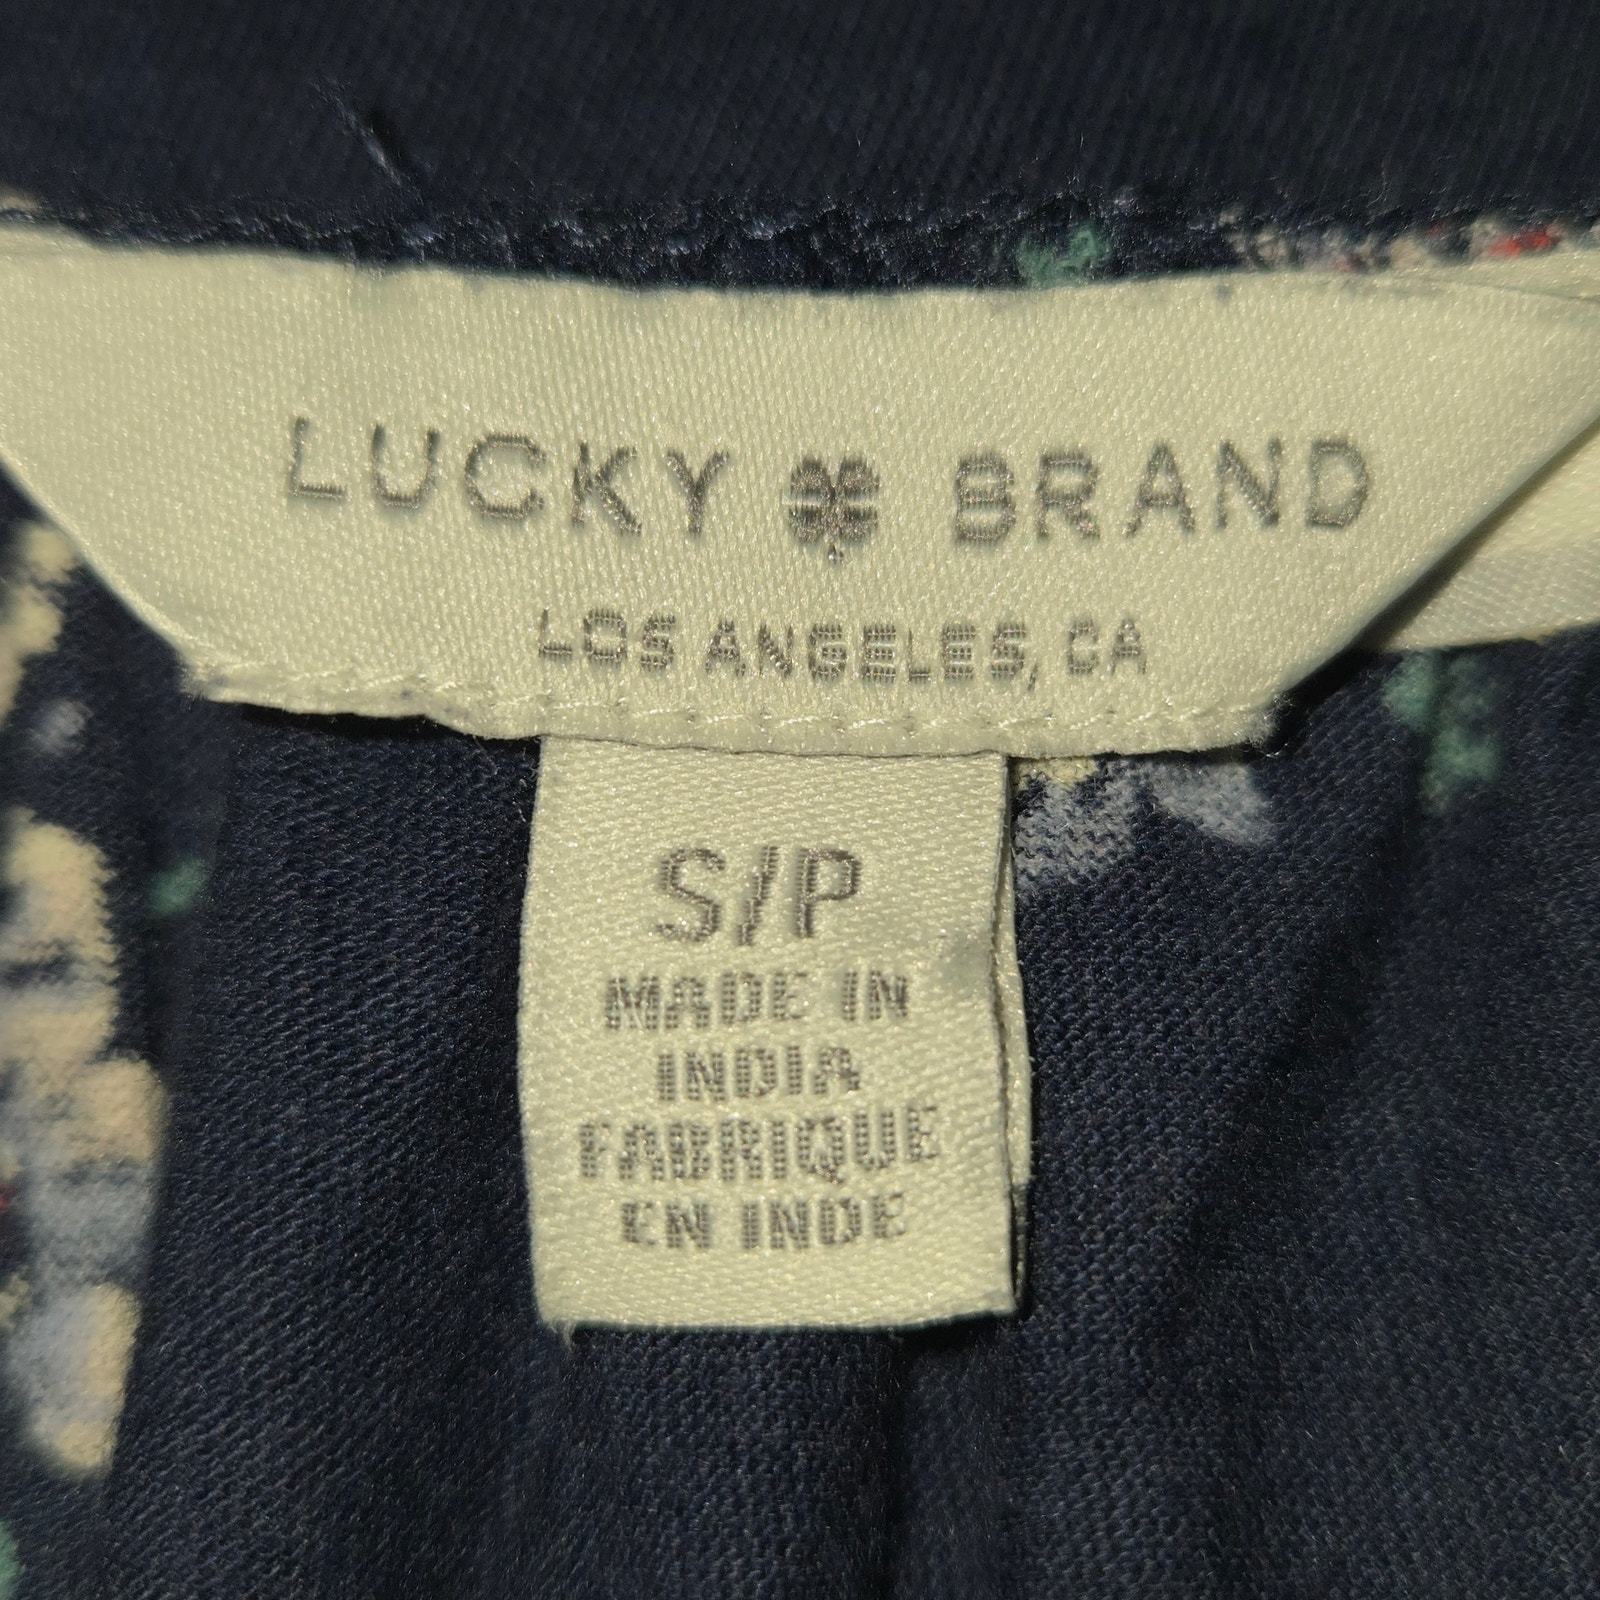 LUCKY BRAND
LOS ANGELES, CA
S/P
MADE IN
INDIA
FABRIQUE
EN INDE